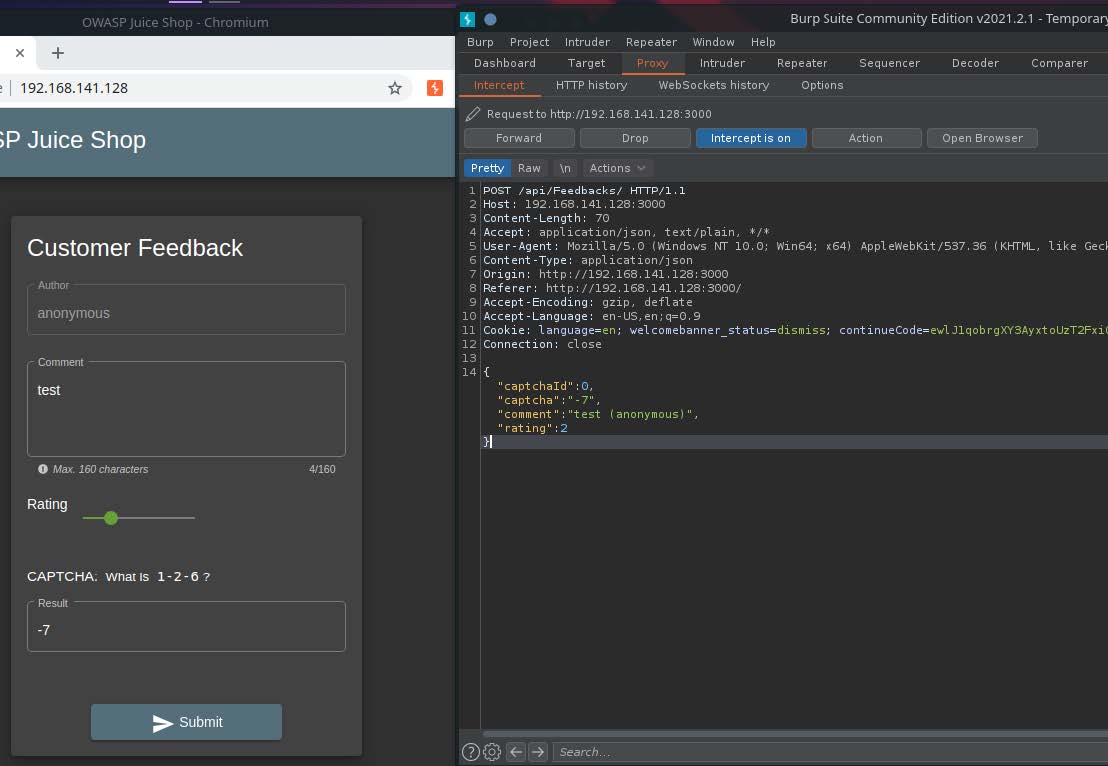 OWASP Juice Shop - Chromium
192.168.141.128
SP Juice Shop
Customer Feedback
Author
anonymous
Comment
test
Max. 160 characters 4/160
Rating
CAPTCHA: What is 1-2-6 ?
Result
-7
Submit
Burp Suite Community Edition v2021.2.1 - Temporary
Burp Project Intruder Repeater Window Help
Dashboard Target Proxy Intruder Repeater Sequencer Decoder Comparer
Intercept HTTP history WebSockets history Options
Request to http://192.168.141.128:3000
Forward Drop Intercept is on Action Open Browser
Pretty Raw \n Actions
1 POST /api/Feedbacks/ HTTP/1.1
2 Host: 192.168.141.128:3000
3 Content-Length: 70
4 Accept: application/json, text/plain, */*
5 User-Agent: Mozilla/5.0 (Windows NT 10.0; Win64; x64) AppleWebKit/537.36 (KHTML, like Geck
6 Content-Type: application/json
7 Origin: http://192.168.141.128:3000
8 Referer: http://192.168.141.128:3000/
9 Accept-Encoding: gzip, deflate
10 Accept-Language: en-US,en;q=0.9
11 Cookie: language=en; welcomebanner_status=dismiss; continueCode=ewlJ1qobrgXY3AyxtoUzT2Fxi
12 Connection: close
13
14 {
"captchaId":0,
"captcha":"-7",
"comment":"test (anonymous)",
"rating":2
}
Search...